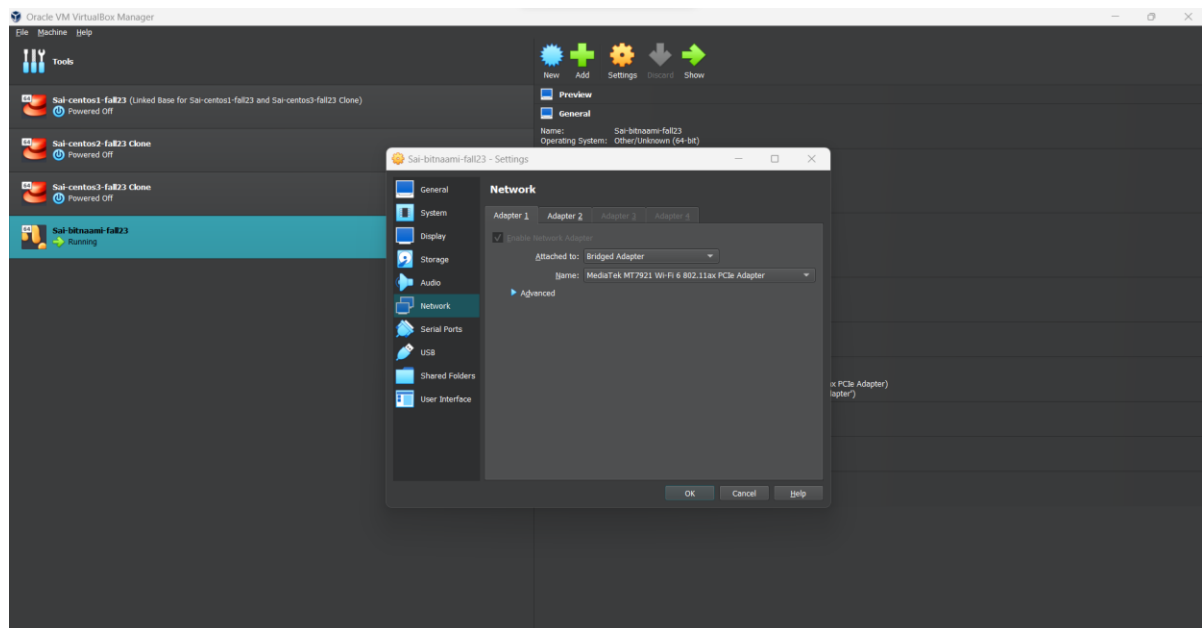 Oracle VM VirtualBox Manager
File Machine Help
Tools
New Add Settings Discard Show
64 Sai-centos1-fall23 (Linked Base for Sai-centos1-fall23 and Sai-centos3-fall23 Clone)
Powered Off
64 Sai-centos2-fall23 Clone
Powered Off
64 Sai-centos3-fall23 Clone
Powered Off
64 Sai-bitnaami-fall23
Running
Preview
General
Name: Sai-bitnaami-fall23
Operating System: Other/Unknown (64-bit)
Sai-bitnaami-fall23 - Settings
General
System
Display
Storage
Audio
Network
Serial Ports
USB
Shared Folders
User Interface
Network
Adapter 1 Adapter 2 Adapter 3 Adapter 4
Enable Network Adapter
Attached to: Bridged Adapter
Name: MediaTek MT7921 Wi-Fi 6 802.11ax PCIe Adapter
Advanced
OK Cancel Help
ax PCIe Adapter)
dapter')